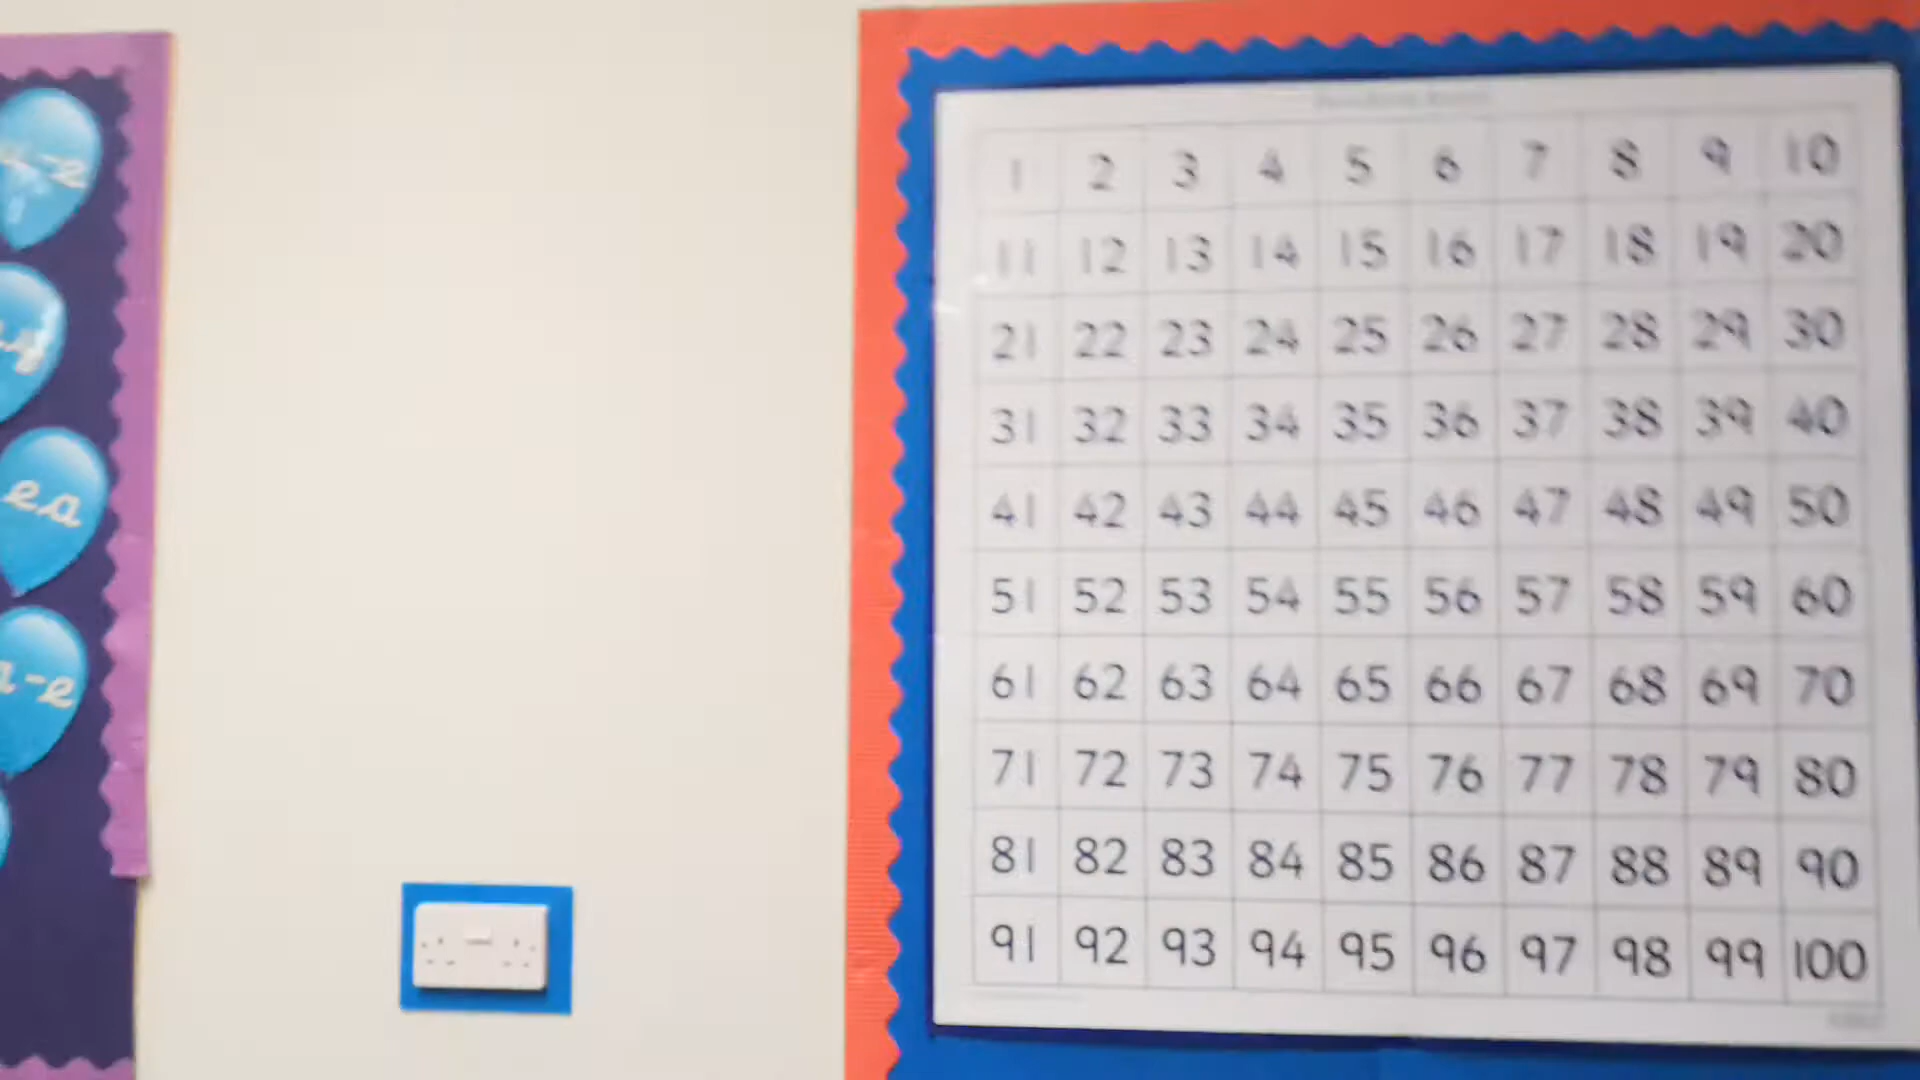 ea
a-e
1 2 3 4 5 6 7 8 9 10
11 12 13 14 15 16 17 18 19 20
21 22 23 24 25 26 27 28 29 30
31 32 33 34 35 36 37 38 39 40
41 42 43 44 45 46 47 48 49 50
51 52 53 54 55 56 57 58 59 60
61 62 63 64 65 66 67 68 69 70
71 72 73 74 75 76 77 78 79 80
81 82 83 84 85 86 87 88 89 90
91 92 93 94 95 96 97 98 99 100